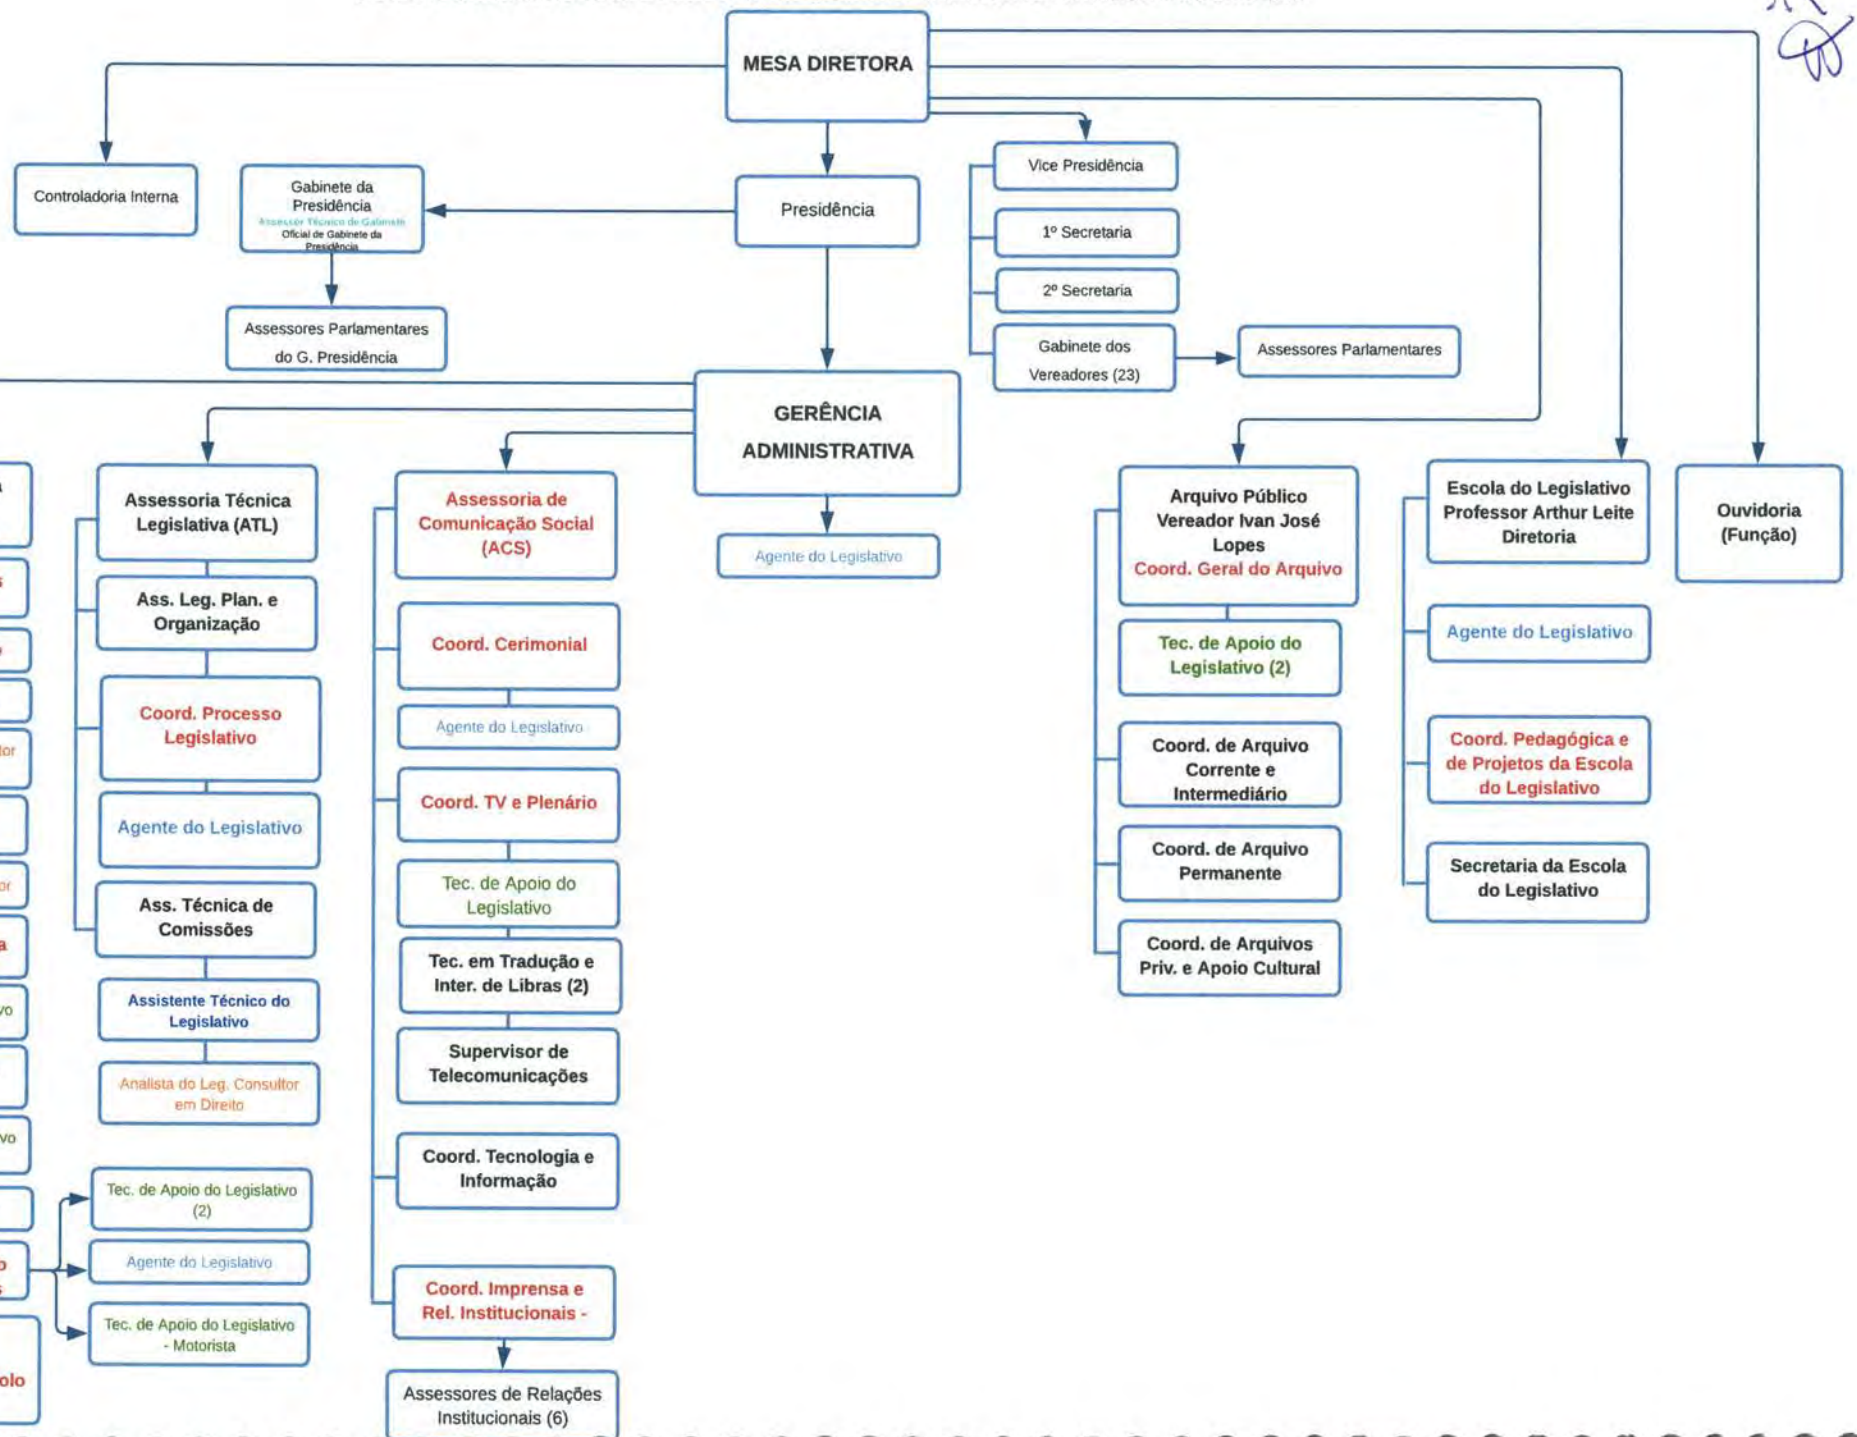 MESA DIRETORA
Controladoria Interna
Gabinete da
Presidência
Assessor Técnico de Gabinete
Oficial de Gabinete da
Presidência
Presidência
Vice Presidência
1º Secretaria
2º Secretaria
Gabinete dos
Vereadores (23)
Assessores Parlamentares
Assessores Parlamentares
do G. Presidência
GERÊNCIA
ADMINISTRATIVA
Agente do Legislativo
Assessoria Técnica
Legislativa (ATL)
Ass. Leg. Plan. e
Organização
Coord. Processo
Legislativo
Agente do Legislativo
Ass. Técnica de
Comissões
Assistente Técnico do
Legislativo
Analista do Leg. Consultor
em Direito
Tec. de Apoio do Legislativo
(2)
Agente do Legislativo
Tec. de Apoio do Legislativo
- Motorista
Assessoria de
Comunicação Social
(ACS)
Coord. Cerimonial
Agente do Legislativo
Coord. TV e Plenário
Tec. de Apoio do
Legislativo
Tec. em Tradução e
Inter. de Libras (2)
Supervisor de
Telecomunicações
Coord. Tecnologia e
Informação
Coord. Imprensa e
Rel. Institucionais -
Assessores de Relações
Institucionais (6)
Arquivo Público
Vereador Ivan José
Lopes
Coord. Geral do Arquivo
Tec. de Apoio do
Legislativo (2)
Coord. de Arquivo
Corrente e
Intermediário
Coord. de Arquivo
Permanente
Coord. de Arquivos
Priv. e Apoio Cultural
Escola do Legislativo
Professor Arthur Leite
Diretoria
Agente do Legislativo
Coord. Pedagógica e
de Projetos da Escola
do Legislativo
Secretaria da Escola
do Legislativo
Ouvidoria
(Função)